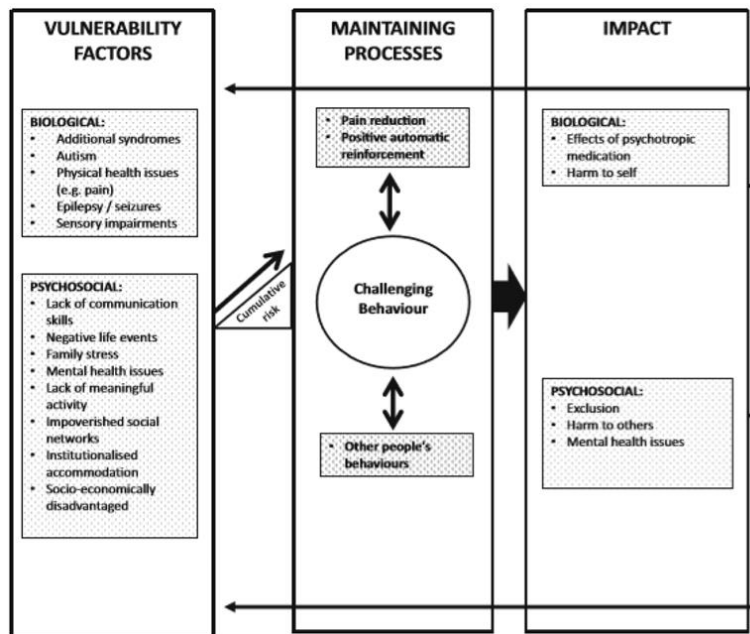 VULNERABILITY
FACTORS
BIOLOGICAL:
• Additional syndromes
• Autism
• Physical health issues
(e.g. pain)
• Epilepsy / seizures
• Sensory impairments
PSYCHOSOCIAL:
• Lack of communication
skills
• Negative life events
• Family stress
• Mental health issues
• Lack of meaningful
activity
• Impoverished social
networks
• Institutionalised
accommodation
• Socio-economically
disadvantaged
Cumulative
risk
MAINTAINING
PROCESSES
• Pain reduction
• Positive automatic
reinforcement
Challenging
Behaviour
• Other people's
behaviours
IMPACT
BIOLOGICAL:
• Effects of psychotropic
medication
• Harm to self
PSYCHOSOCIAL:
• Exclusion
• Harm to others
• Mental health issues